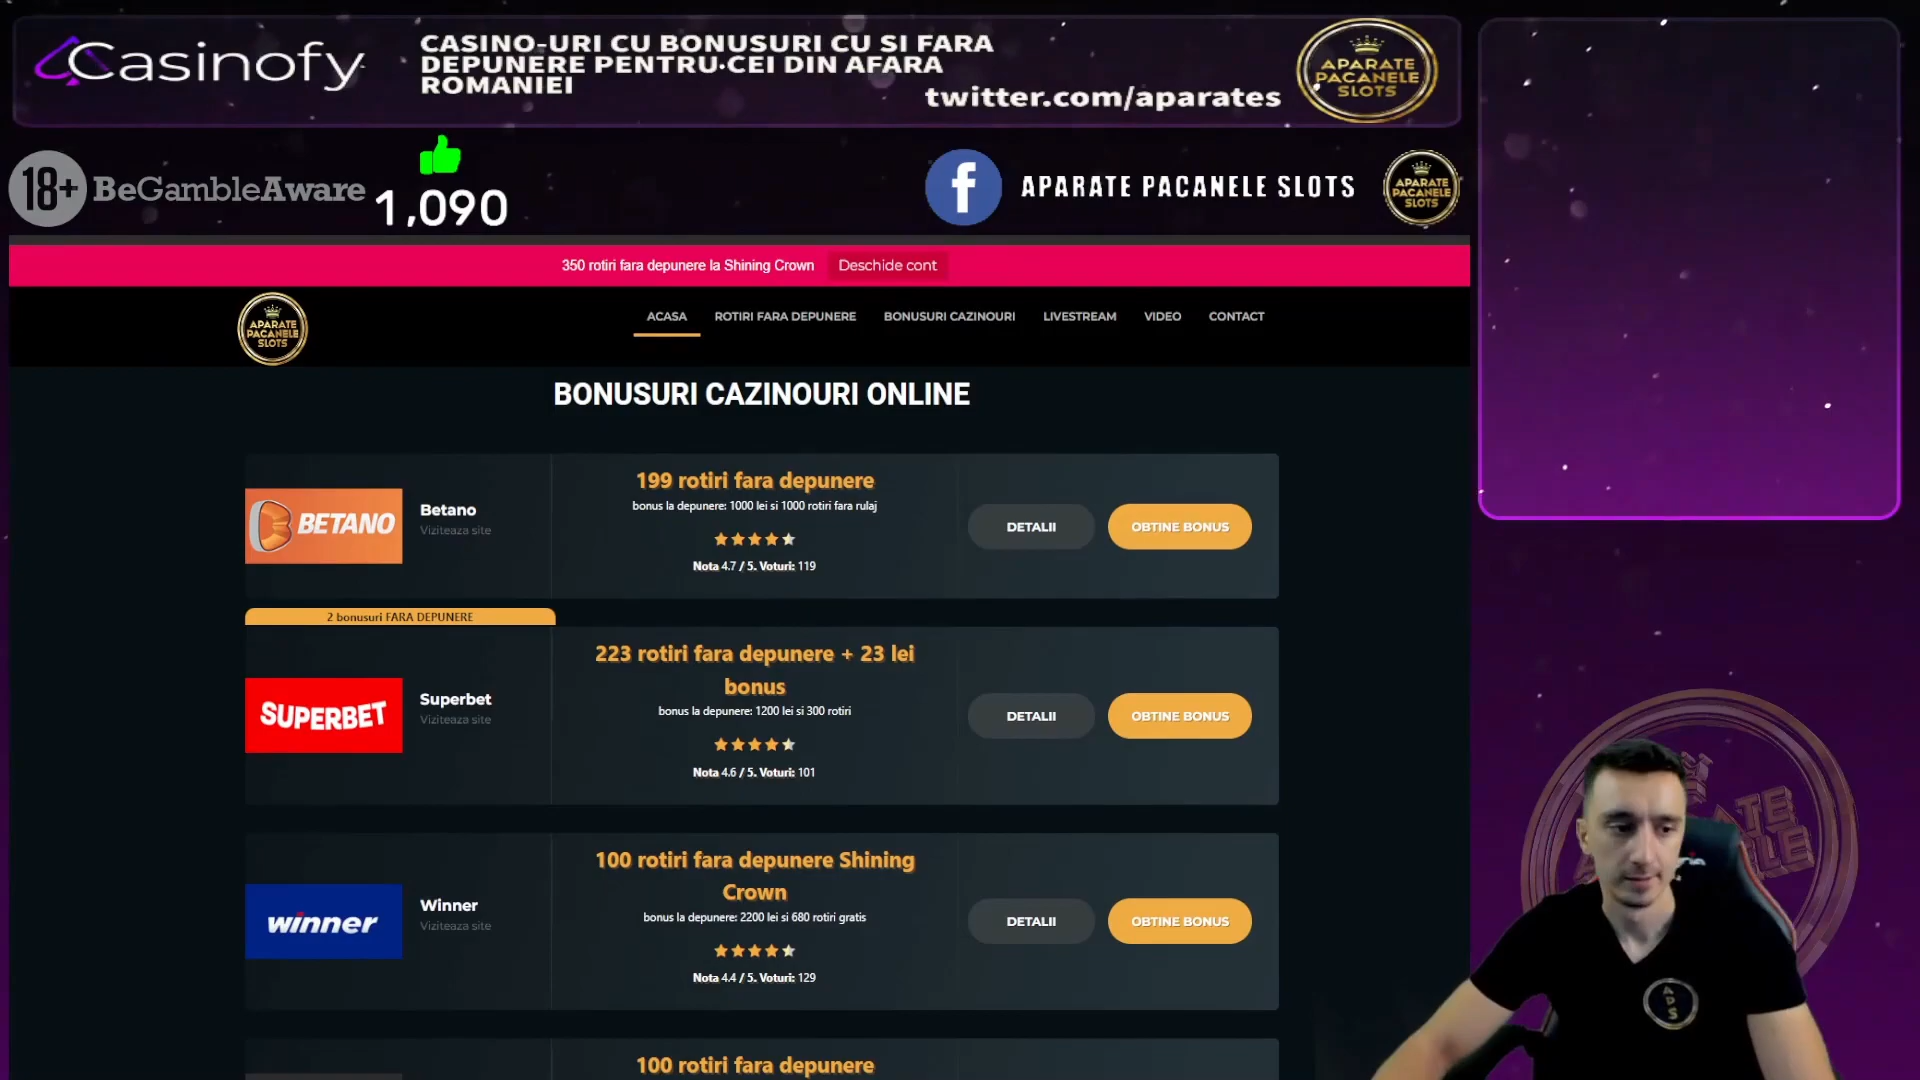 Casinofy
CASINO-URI CU BONUSURI CU SI FARA
DEPUNERE PENTRU CEI DIN AFARA
ROMANIEI
twitter.com/aparates
APARATE
PACANELE
SLOTS
18+ BeGambleAware
1,090
f
APARATE PACANELE SLOTS
APARATE
PACANELE
SLOTS
350 rotiri fara depunere la Shining Crown
Deschide cont
APARATE
PACANELE
SLOTS
ACASA
ROTIRI FARA DEPUNERE
BONUSURI CAZINOURI
LIVESTREAM
VIDEO
CONTACT
BONUSURI CAZINOURI ONLINE
BETANO
Betano
Viziteaza site
199 rotiri fara depunere
bonus la depunere: 1000 lei si 1000 rotiri fara rulaj
Nota 4.7 / 5. Voturi: 119
DETALII
OBTINE BONUS
2 bonusuri FARA DEPUNERE
SUPERBET
Superbet
Viziteaza site
223 rotiri fara depunere + 23 lei
bonus
bonus la depunere: 1200 lei si 300 rotiri
Nota 4.6 / 5. Voturi: 101
DETALII
OBTINE BONUS
winner
Winner
Viziteaza site
100 rotiri fara depunere Shining
Crown
bonus la depunere: 2200 lei si 680 rotiri gratis
Nota 4.4 / 5. Voturi: 129
DETALII
OBTINE BONUS
100 rotiri fara depunere
APS